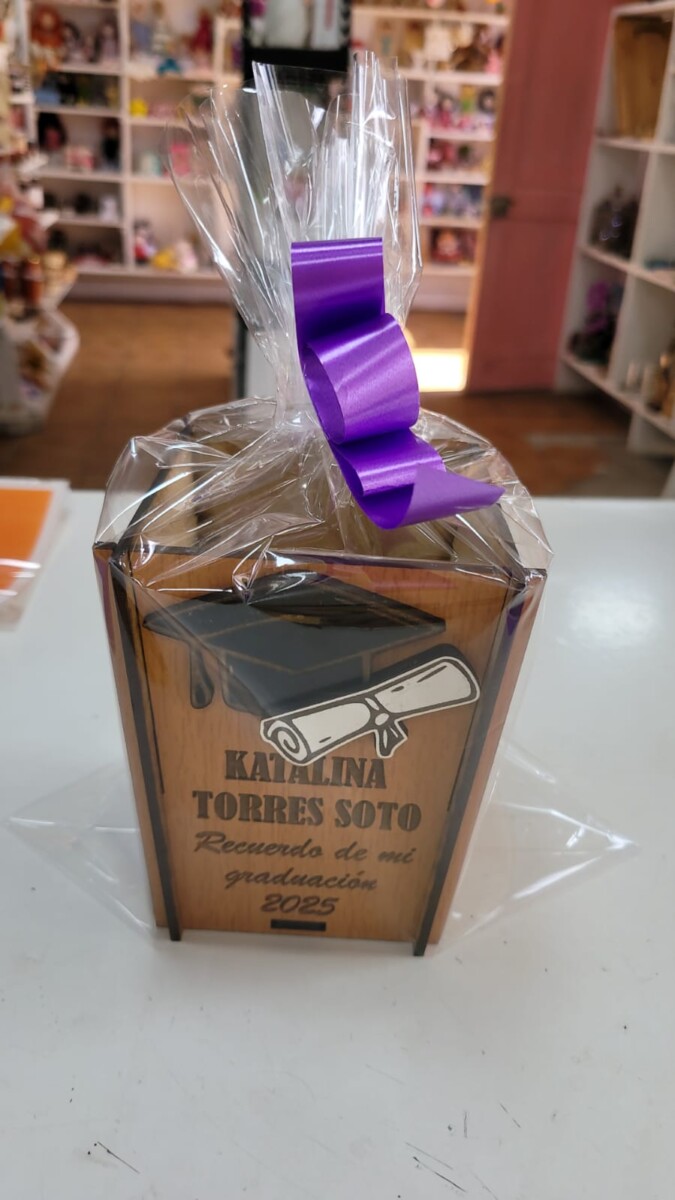 KATALINA
TORRES SOTO
Recuerdo de mi
graduación
2025